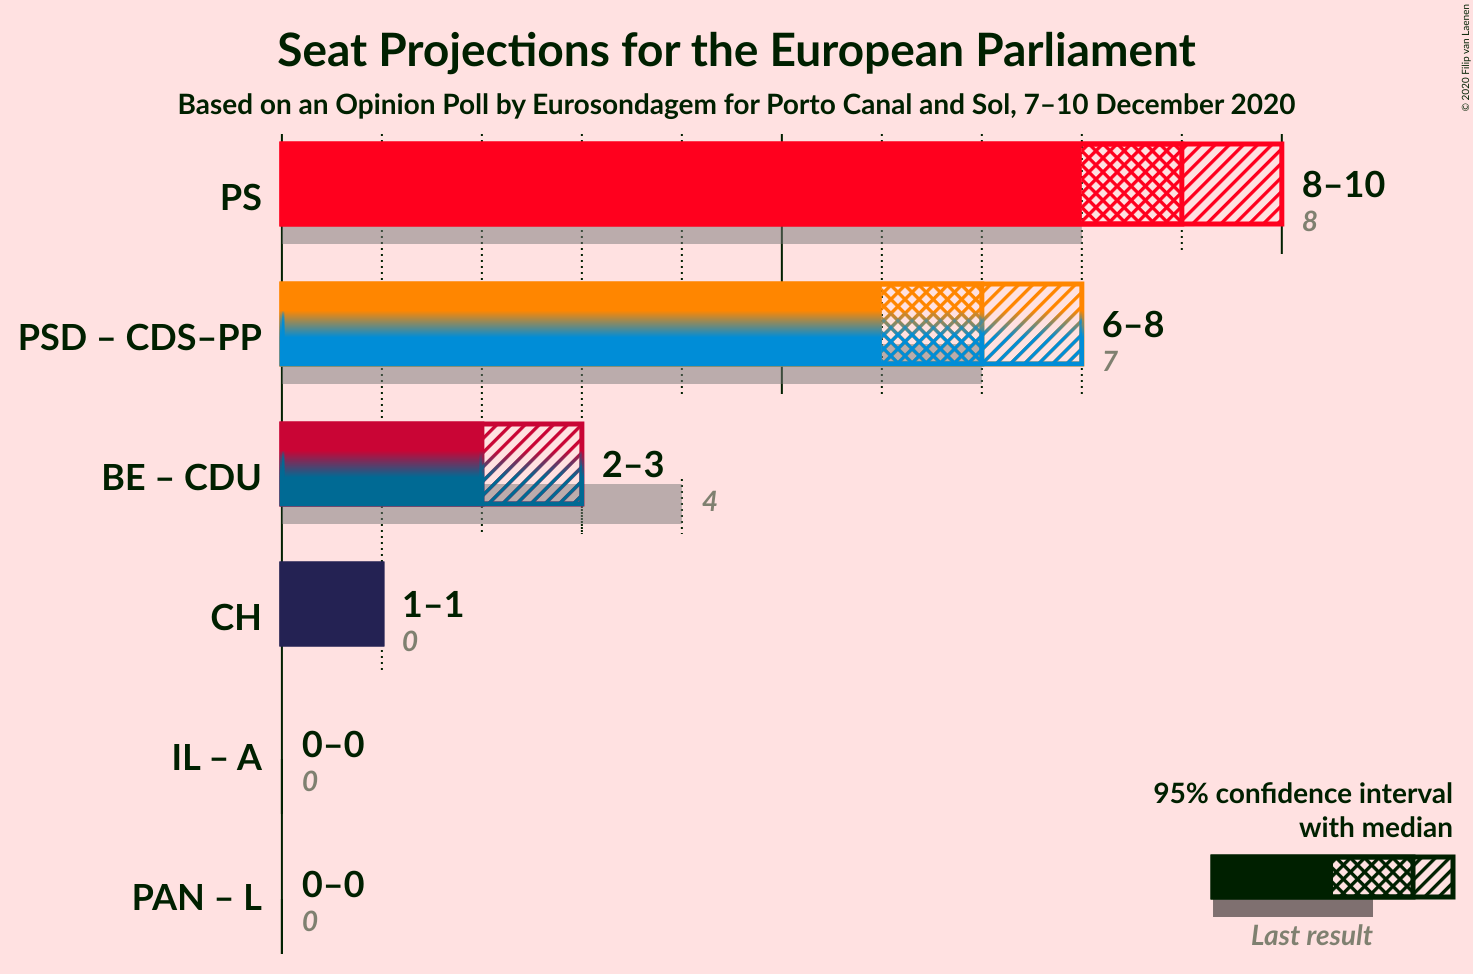 Seat Projections for the European Parliament
Based on an Opinion Poll by Eurosondagem for Porto Canal and Sol, 7–10 December 2020
© 2020 Filip van Laenen
PS
8–10
8
PSD – CDS–PP
6–8
7
BE – CDU
2–3
4
CH
1–1
0
IL – A
0–0
0
PAN – L
0–0
0
95% confidence interval
with median
Last result